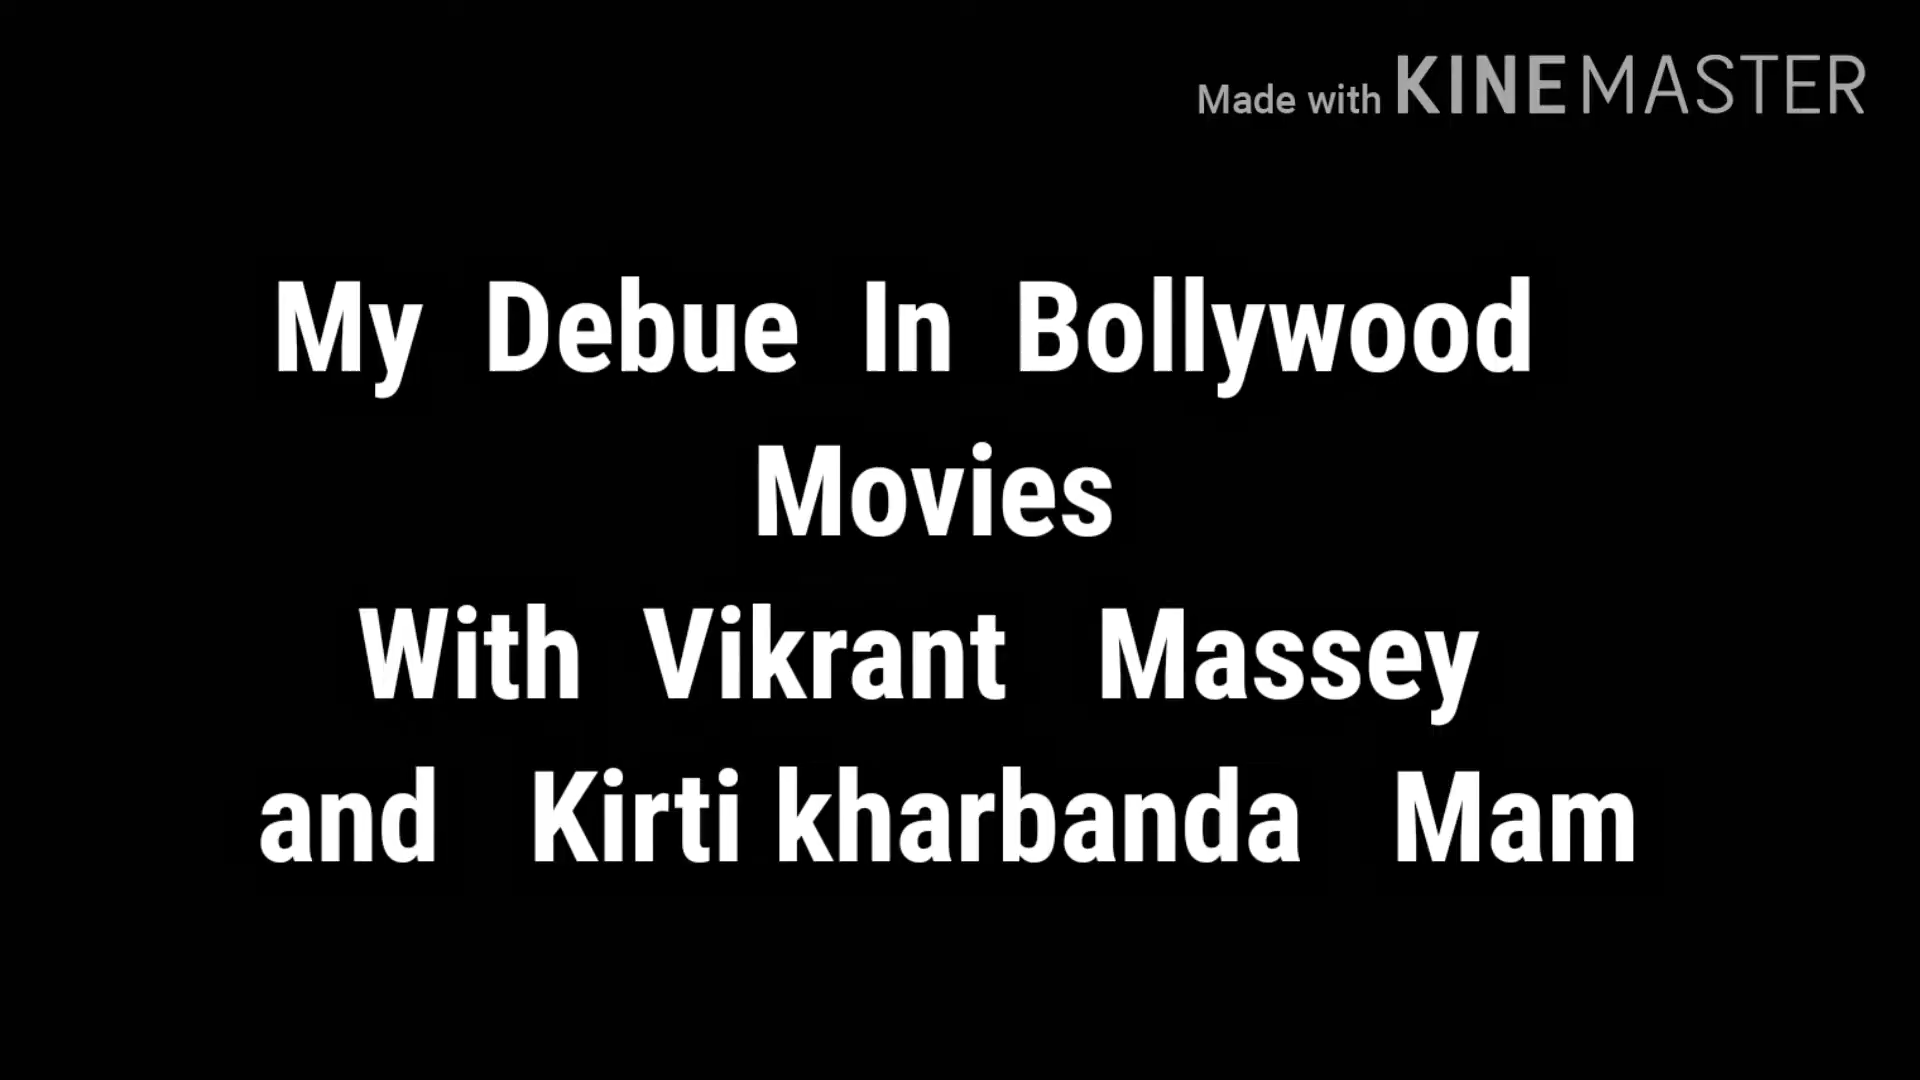 Made with KINEMASTER
My Debue In Bollywood
Movies
With Vikrant Massey
and Kirti kharbanda Mam